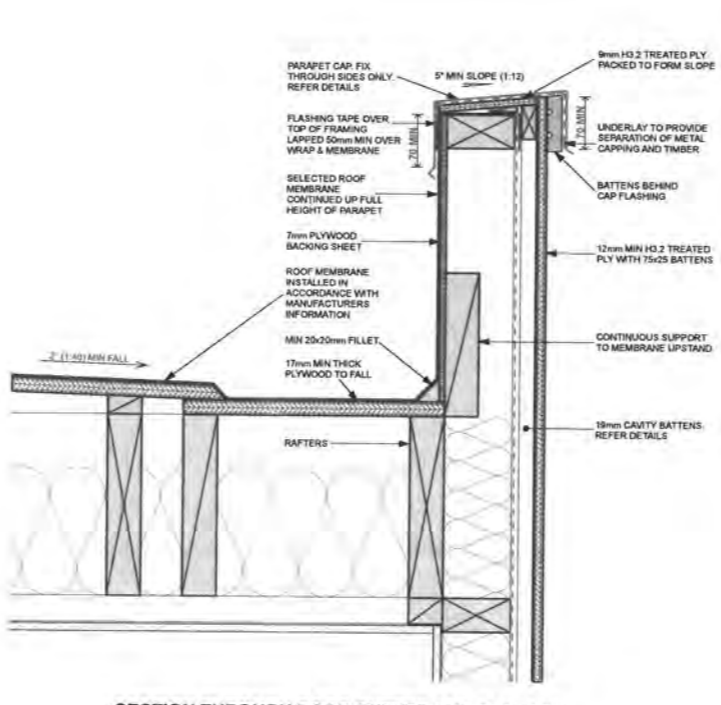 PARAPET CAP. FIX
THROUGH SIDES ONLY.
REFER DETAILS
5° MIN SLOPE (1:12)
9mm H3.2 TREATED PLY
PACKED TO FORM SLOPE
FLASHING TAPE OVER
TOP OF FRAMING
LAPPED 50mm MIN OVER
WRAP & MEMBRANE
70 MIN
70 MIN
UNDERLAY TO PROVIDE
SEPARATION OF METAL
CAPPING AND TIMBER
BATTENS BEHIND
CAP FLASHING
SELECTED ROOF
MEMBRANE
CONTINUED UP FULL
HEIGHT OF PARAPET
7mm PLYWOOD
BACKING SHEET
12mm MIN H3.2 TREATED
PLY WITH 75x25 BATTENS
ROOF MEMBRANE
INSTALLED IN
ACCORDANCE WITH
MANUFACTURERS
INFORMATION
MIN 20x20mm FILLET
CONTINUOUS SUPPORT
TO MEMBRANE UPSTAND
2° (1:40) MIN FALL
17mm MIN THICK
PLYWOOD TO FALL
19mm CAVITY BATTENS
REFER DETAILS
RAFTERS
SECTION THROUGH